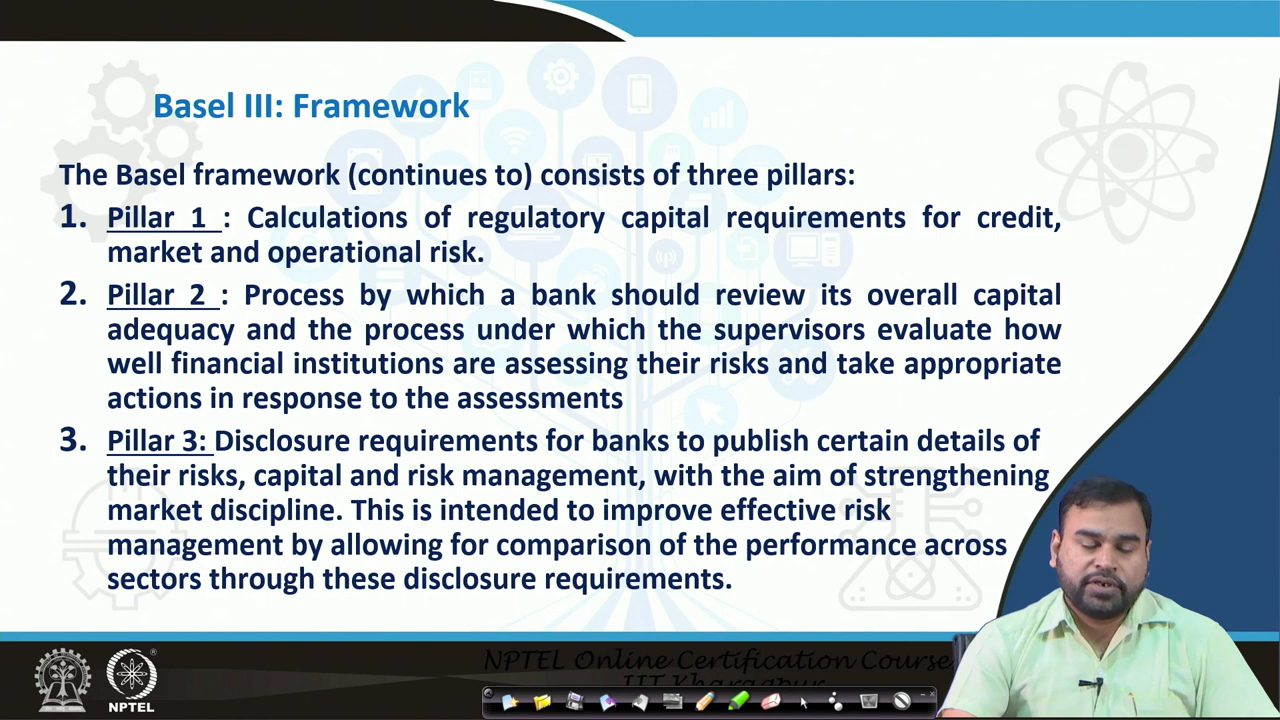 Basel III: Framework
The Basel framework (continues to) consists of three pillars:
1. Pillar 1 : Calculations of regulatory capital requirements for credit,
market and operational risk.
2. Pillar 2 : Process by which a bank should review its overall capital
adequacy and the process under which the supervisors evaluate how
well financial institutions are assessing their risks and take appropriate
actions in response to the assessments
3. Pillar 3: Disclosure requirements for banks to publish certain details of
their risks, capital and risk management, with the aim of strengthening
market discipline. This is intended to improve effective risk
management by allowing for comparison of the performance across
sectors through these disclosure requirements.
NPTEL Online Certification Course,
IIT Kharagpur
NPTEL
®